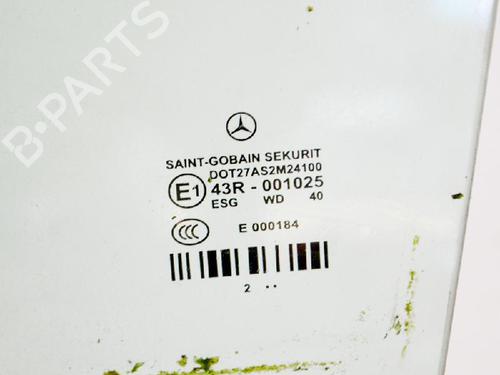 B-PARTS
SAINT-GOBAIN SEKURIT
DOT27AS2M24100
E1 43R - 001025
ESG WD 40
CCC E 000184
2 ..